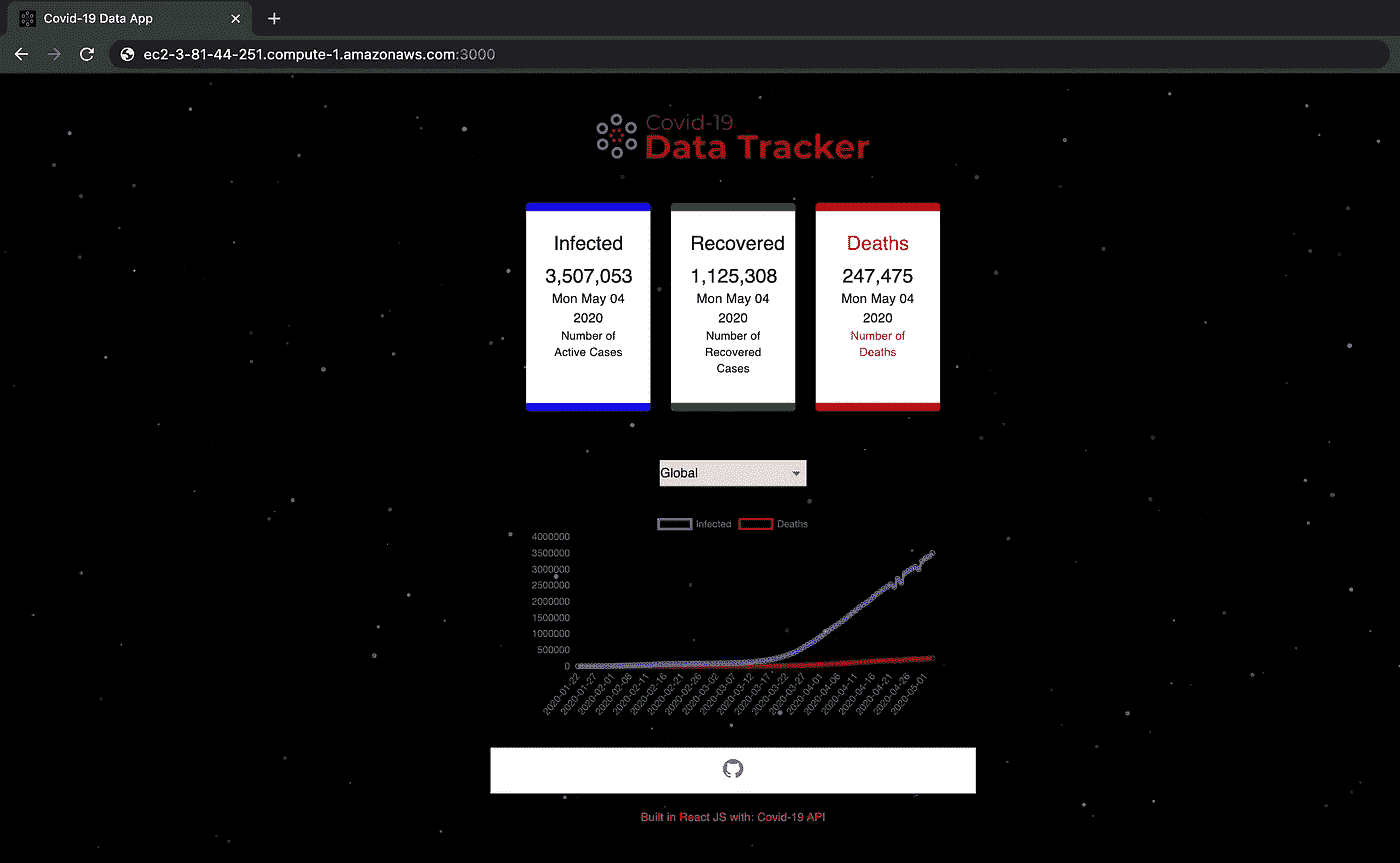 Covid-19 Data App
ec2-3-81-44-251.compute-1.amazonaws.com:3000
Covid-19
Data Tracker
Infected
3,507,053
Mon May 04
2020
Number of
Active Cases
Recovered
1,125,308
Mon May 04
2020
Number of
Recovered
Cases
Deaths
247,475
Mon May 04
2020
Number of
Deaths
Global
Infected Deaths
4000000
3500000
3000000
2500000
2000000
1500000
1000000
500000
0
2020-01-22
2020-01-27
2020-02-01
2020-02-06
2020-02-11
2020-02-16
2020-02-21
2020-02-26
2020-03-02
2020-03-07
2020-03-12
2020-03-17
2020-03-22
2020-03-27
2020-04-01
2020-04-06
2020-04-11
2020-04-16
2020-04-21
2020-04-26
2020-05-01
Built in React JS with: Covid-19 API